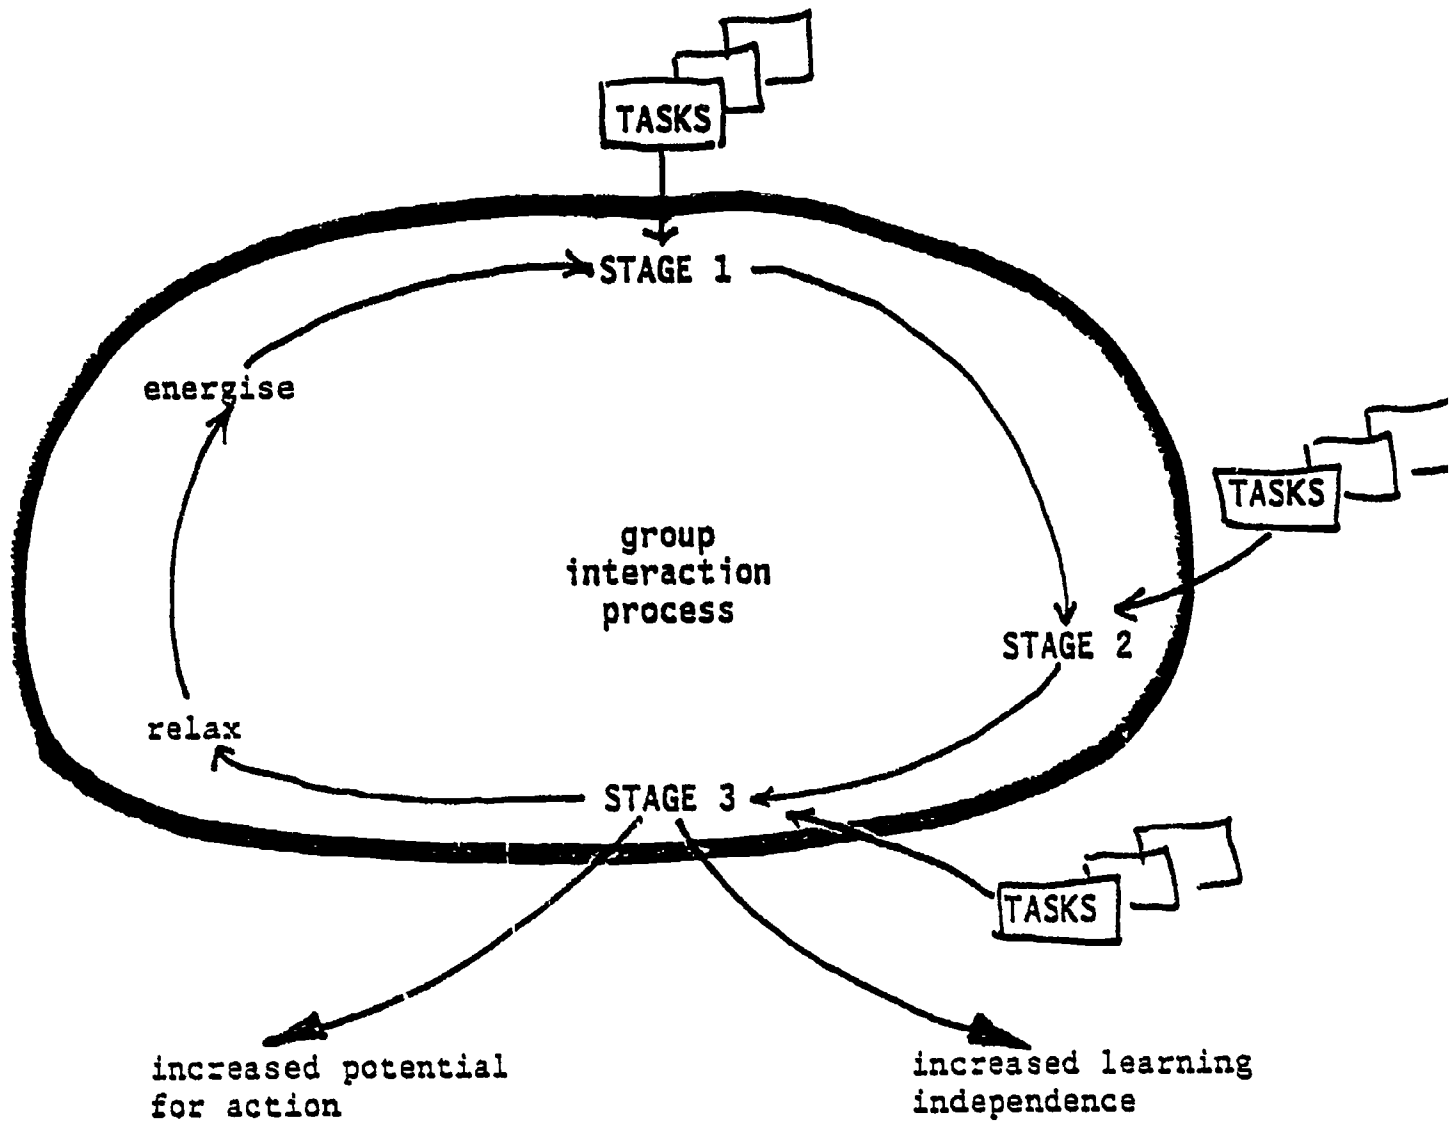 TASKS
STAGE 1
energise
TASKS
group
interaction
process
STAGE 2
relax
STAGE 3
TASKS
increased potential
for action
increased learning
independence